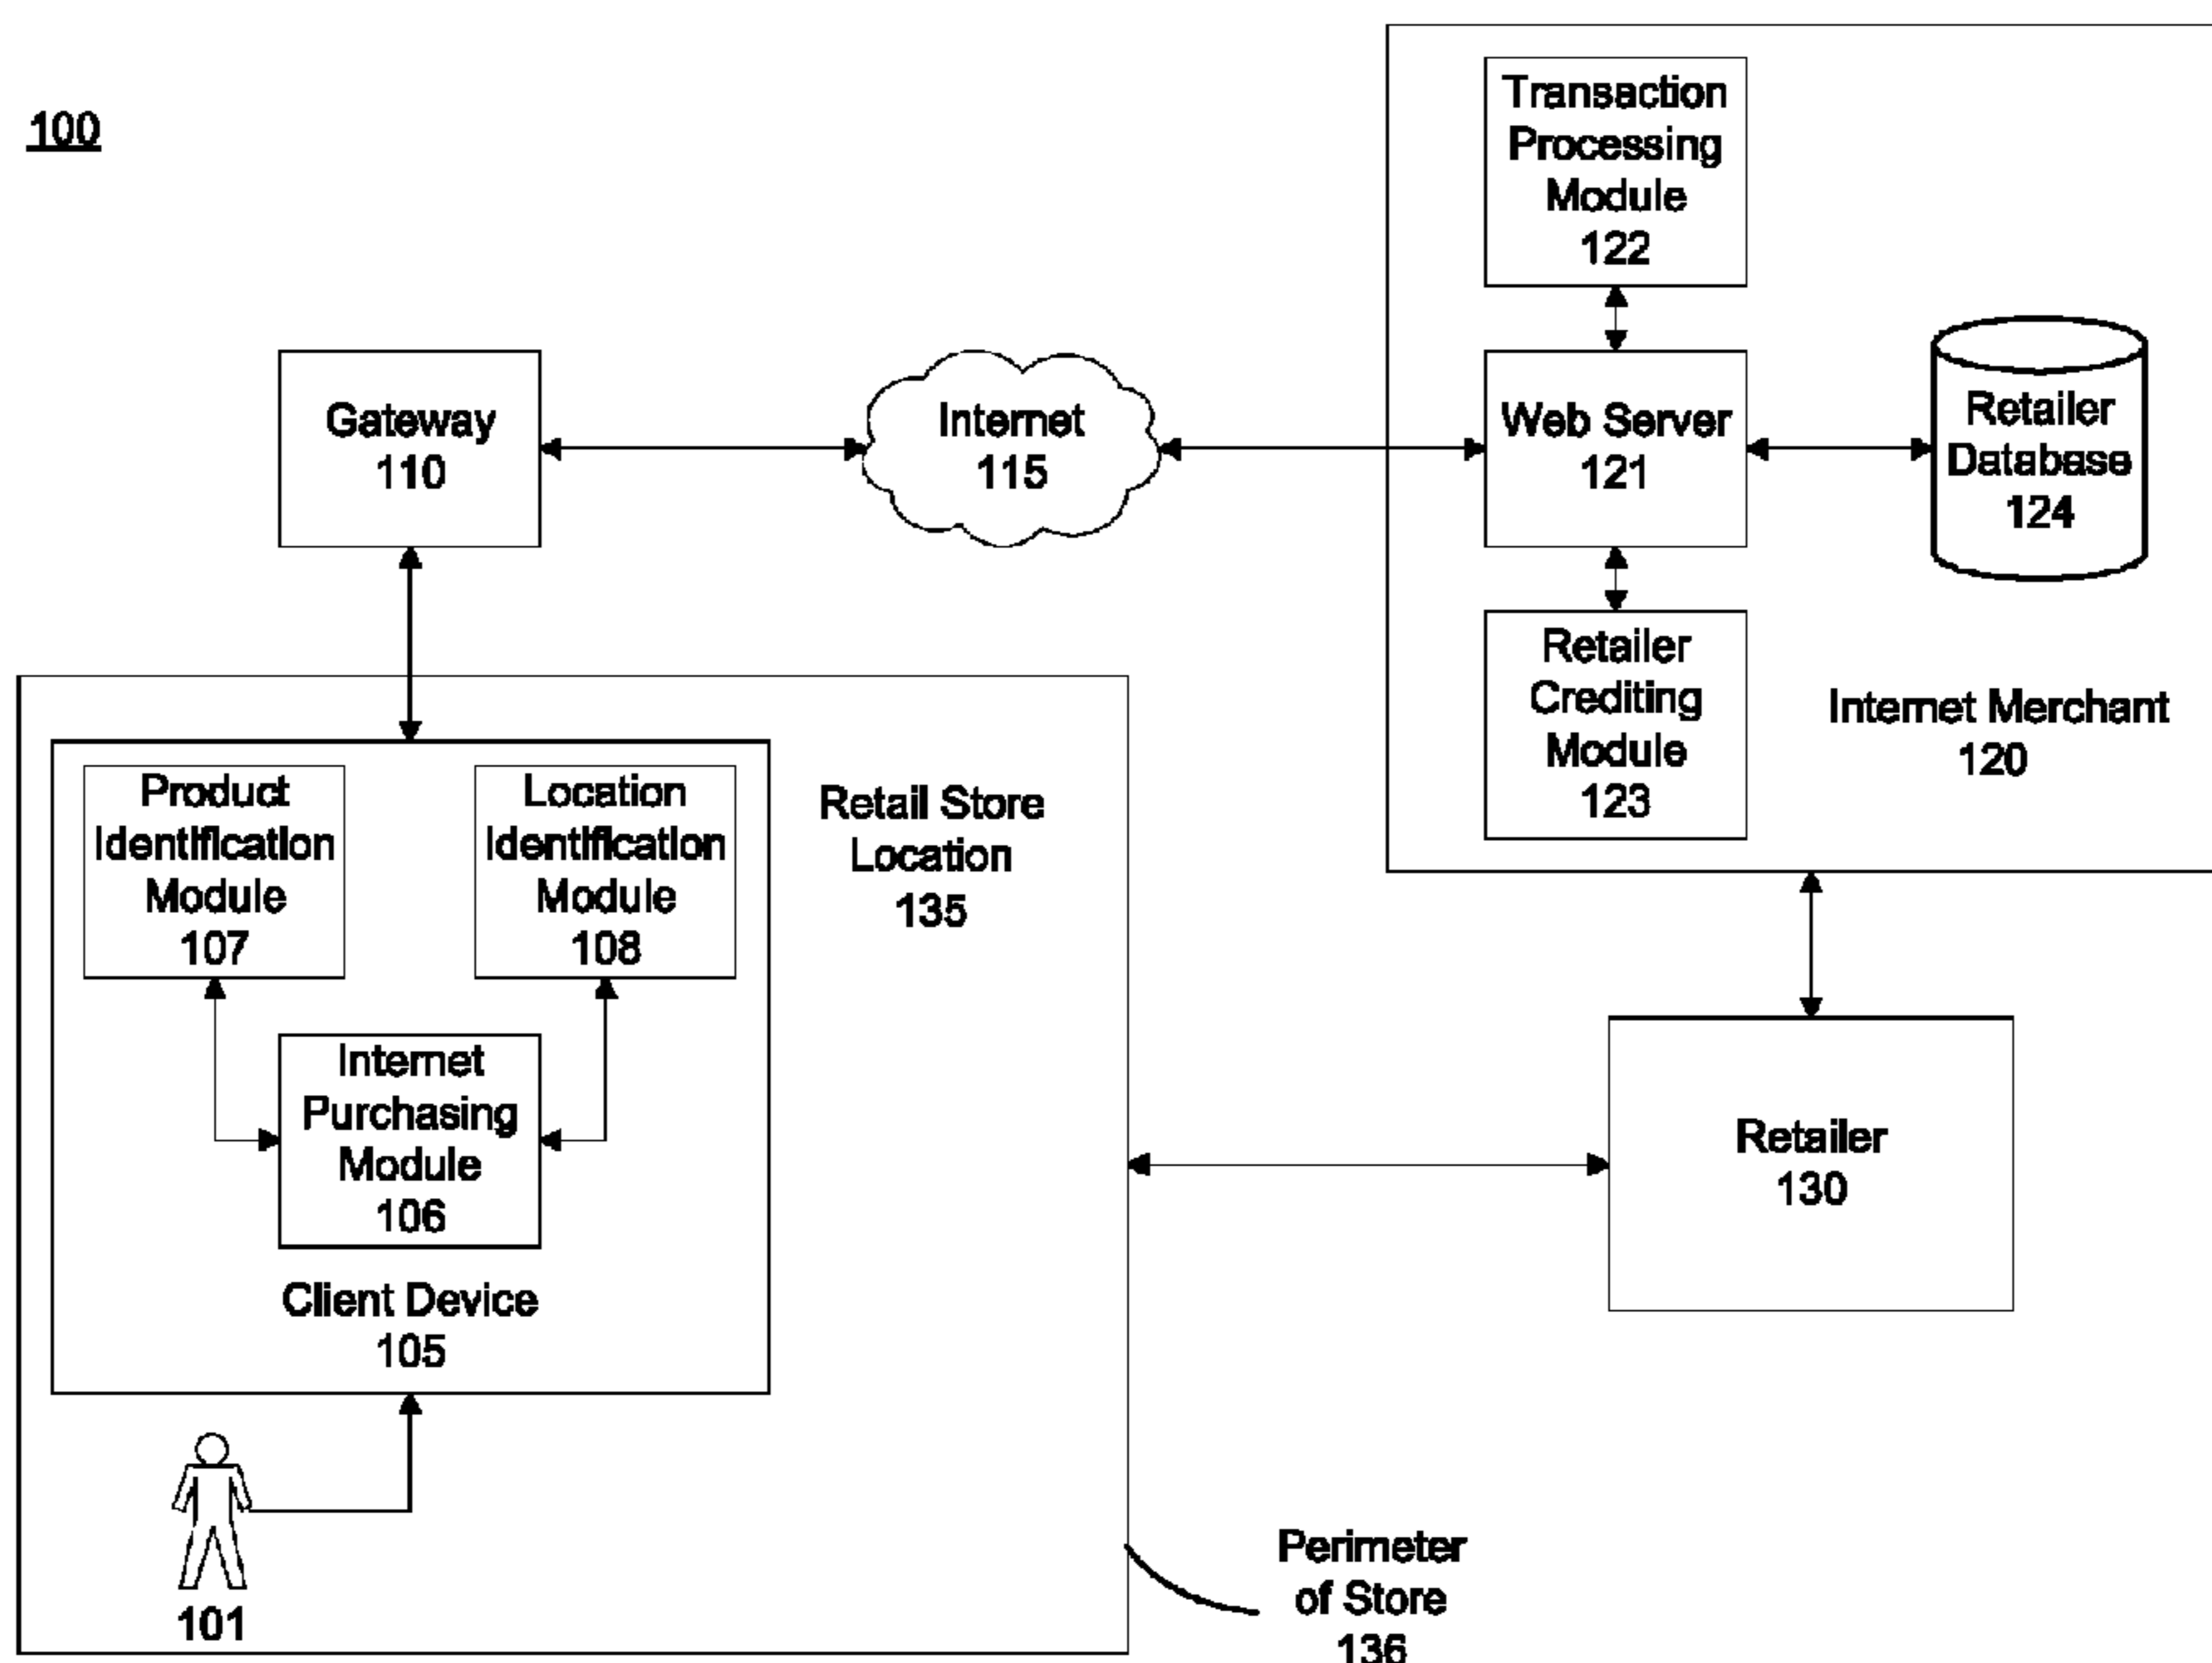 100
Transaction
Processing
Module
122
Gateway
110
Internet
115
Web Server
121
Retailer
Database
124
Retailer
Crediting
Module
123
Internet Merchant
120
Product
Identification
Module
107
Location
Identification
Module
108
Retail Store
Location
135
Internet
Purchasing
Module
106
Client Device
105
Retailer
130
101
Perimeter
of Store
136